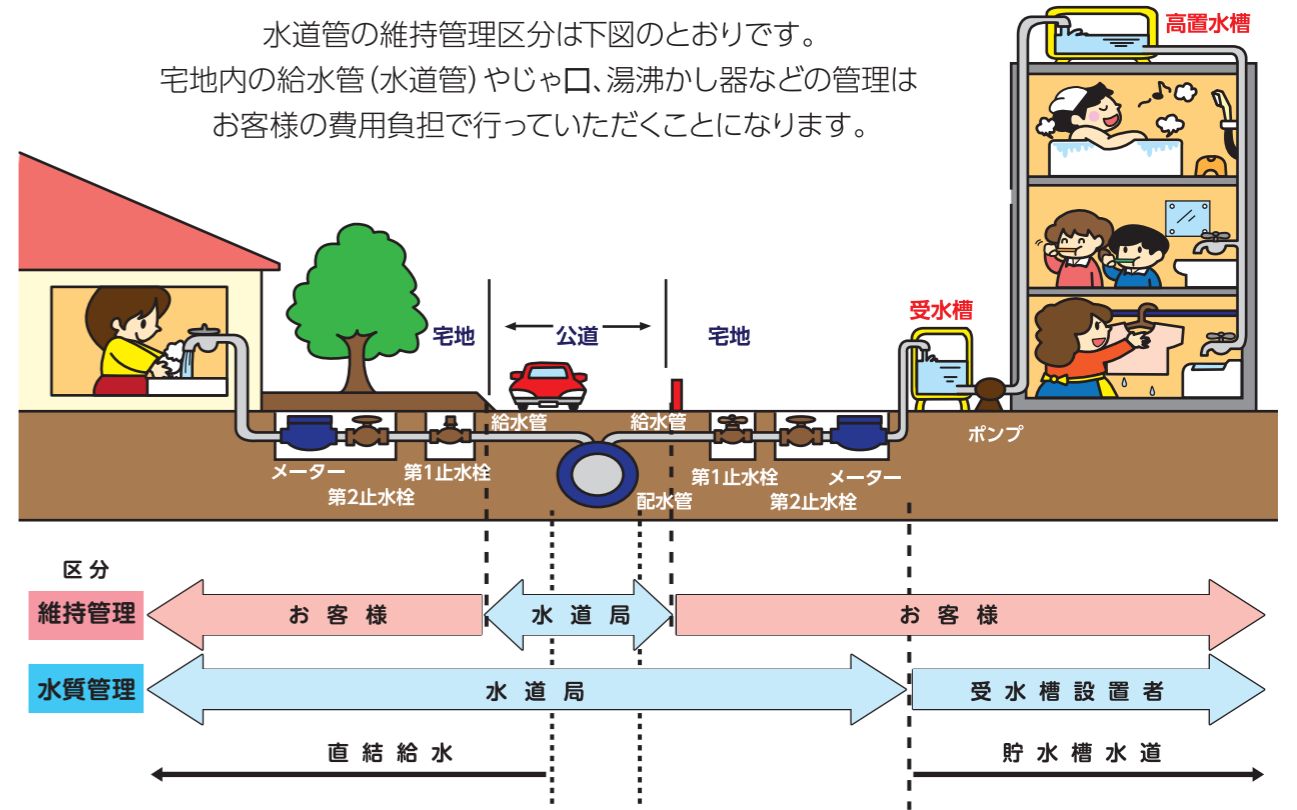 水道管の維持管理区分は下図のとおりです。
宅地内の給水管(水道管)やじゃ口、湯沸かし器などの管理は
お客様の費用負担で行っていただくことになります。
高置水槽
受水槽
宅地
公道
宅地
給水管
給水管
ポンプ
メーター
第1止水栓
第2止水栓
配水管
第1止水栓
メーター
第2止水栓
区分
維持管理
お客様
水道局
お客様
水質管理
水道局
受水槽設置者
直結給水
貯水槽水道